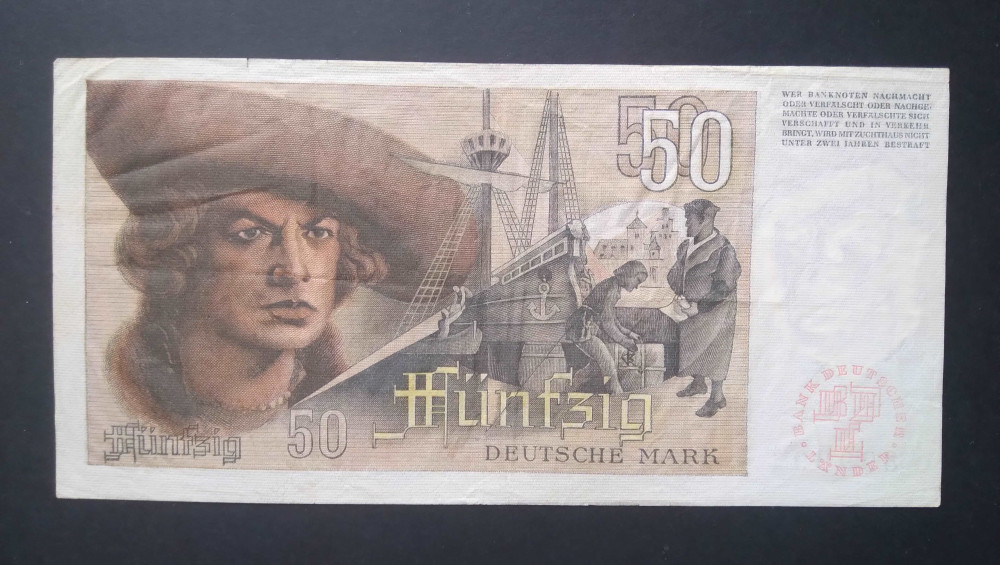 50
50
WER BANKNOTEN NACHMACHT
ODER VERFÄLSCHT ODER NACHGE-
MACHTE ODER VERFÄLSCHTE SICH
VERSCHAFFT UND IN VERKEHR
BRINGT, WIRD MIT ZUCHTHAUS NICHT
UNTER ZWEI JAHREN BESTRAFT
Fünfzig
50
Fünfzig
DEUTSCHE MARK
BANK DEUTSCHER LÄNDER